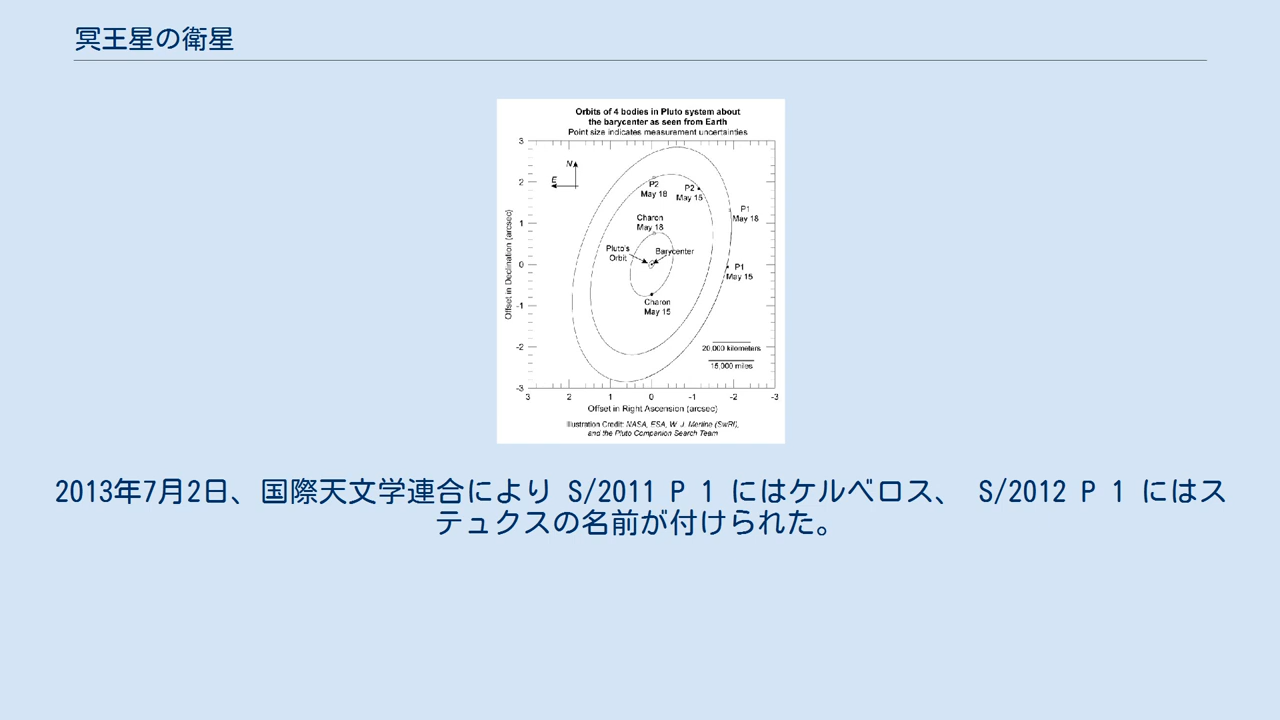 冥王星の衛星
Orbits of 4 bodies in Pluto system about
the barycenter as seen from Earth
Point size indicates measurement uncertainties
3
2
1
0
-1
-2
-3
Offset in Declination (arcsec)
N
E
P2
May 18
P2
May 15
P1
May 18
Charon
May 18
Pluto's
Orbit
Barycenter
P1
May 15
Charon
May 15
20,000 kilometers
15,000 miles
3 2 1 0 -1 -2 -3
Offset in Right Ascension (arcsec)
Illustration Credit: NASA, ESA, W. J. Merline (SwRI),
and the Pluto Companion Search Team
2013年7月2日、国際天文学連合により S/2011 P 1 にはケルベロス、 S/2012 P 1 にはス
テュクスの名前が付けられた。